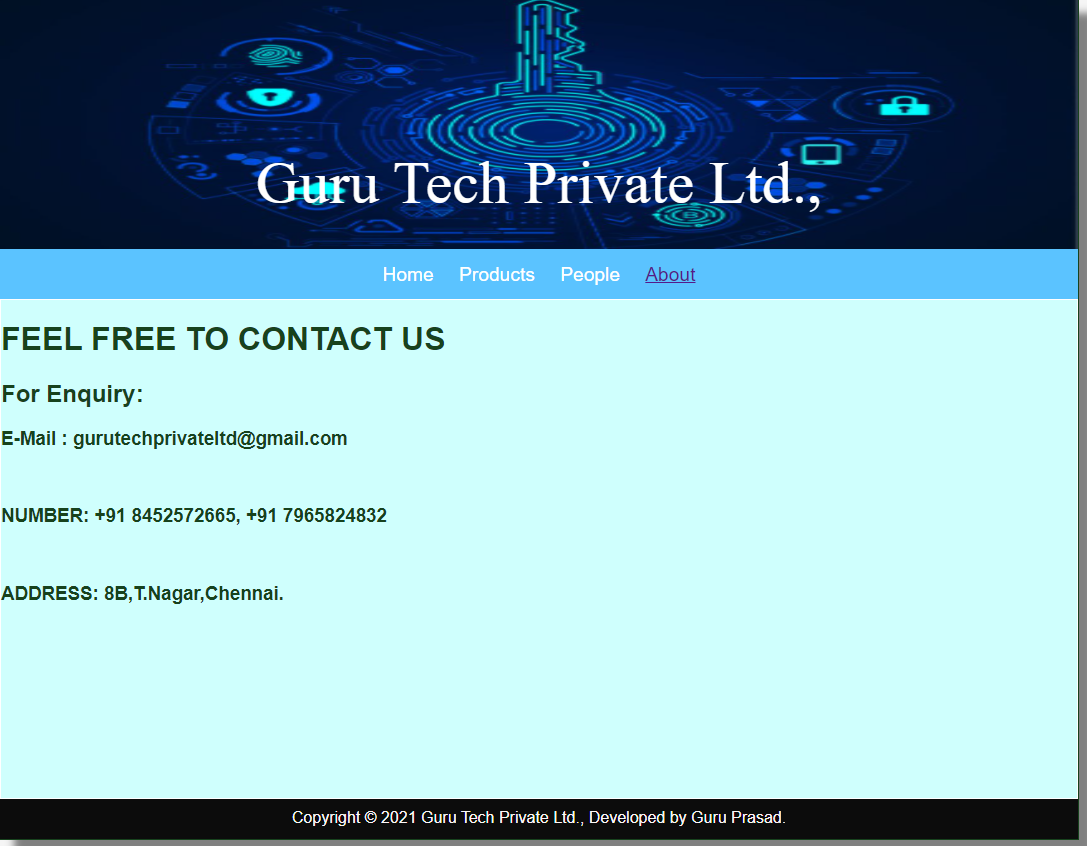 Guru Tech Private Ltd.,
Home Products People About
FEEL FREE TO CONTACT US
For Enquiry:
E-Mail : gurutechprivateltd@gmail.com
NUMBER: +91 8452572665, +91 7965824832
ADDRESS: 8B,T.Nagar,Chennai.
Copyright © 2021 Guru Tech Private Ltd., Developed by Guru Prasad.